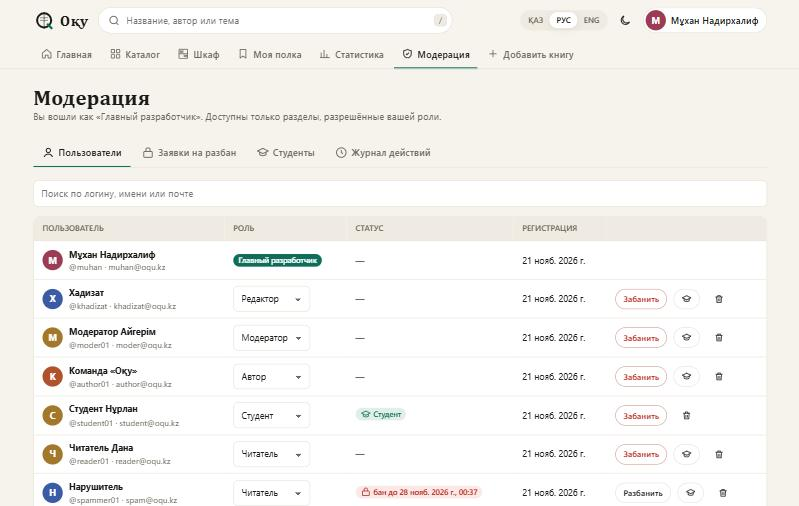 Оқу
Название, автор или тема
/
ҚАЗ РУС ENG
М Мұхан Надирхалиф
Главная Каталог Шкаф Моя полка Статистика Модерация + Добавить книгу
Модерация
Вы вошли как «Главный разработчик». Доступны только разделы, разрешённые вашей роли.
Пользователи Заявки на разбан Студенты Журнал действий
Поиск по логину, имени или почте
ПОЛЬЗОВАТЕЛЬ РОЛЬ СТАТУС РЕГИСТРАЦИЯ
М Мұхан Надирхалиф Главный разработчик — 21 нояб. 2026 г.
@muhan · muhan@oqu.kz
Х Хадизат Редактор — 21 нояб. 2026 г. Забанить
@khadizat · khadizat@oqu.kz
М Модератор Айгерім Модератор — 21 нояб. 2026 г. Забанить
@moder01 · moder@oqu.kz
К Команда «Оқу» Автор — 21 нояб. 2026 г. Забанить
@author01 · author@oqu.kz
С Студент Нұрлан Студент Студент 21 нояб. 2026 г. Забанить
@student01 · student@oqu.kz
Ч Читатель Дана Читатель — 21 нояб. 2026 г. Забанить
@reader01 · reader@oqu.kz
Н Нарушитель Читатель бан до 28 нояб. 2026 г., 00:37 21 нояб. 2026 г. Разбанить
@spammer01 · spam@oqu.kz